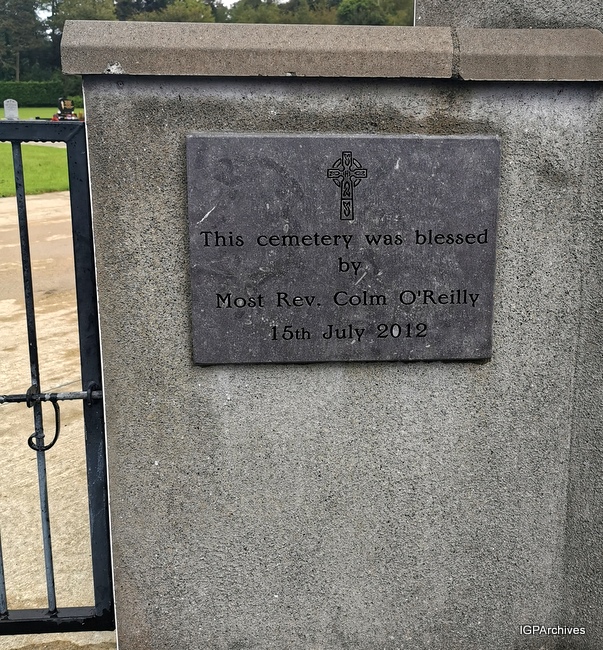 This cemetery was blessed
by
Most Rev. Colm O'Reilly
15th July 2012
IGPArchives